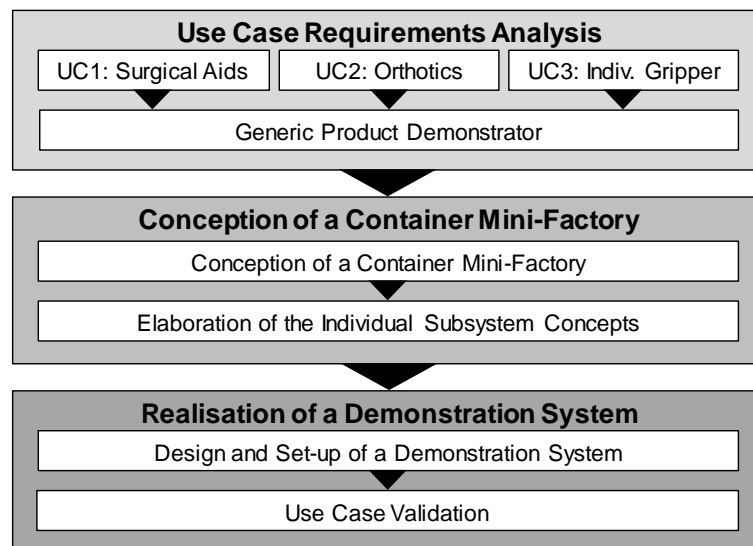 Use Case Requirements Analysis
UC1: Surgical Aids
UC2: Orthotics
UC3: Indiv. Gripper
Generic Product Demonstrator
Conception of a Container Mini-Factory
Conception of a Container Mini-Factory
Elaboration of the Individual Subsystem Concepts
Realisation of a Demonstration System
Design and Set-up of a Demonstration System
Use Case Validation